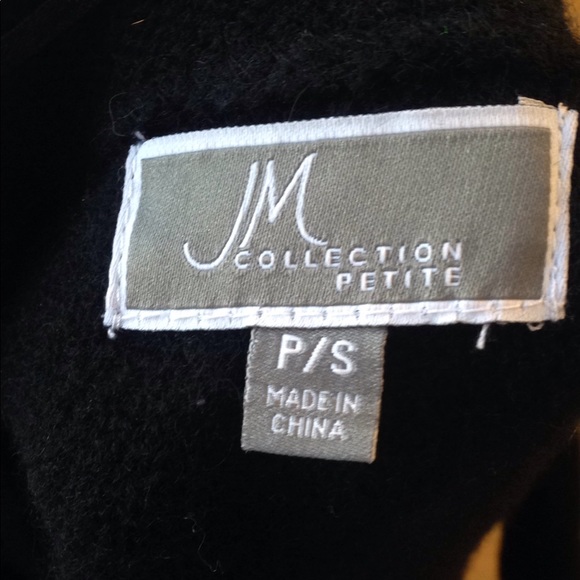 JM
COLLECTION
PETITE
P/S
MADE IN
CHINA